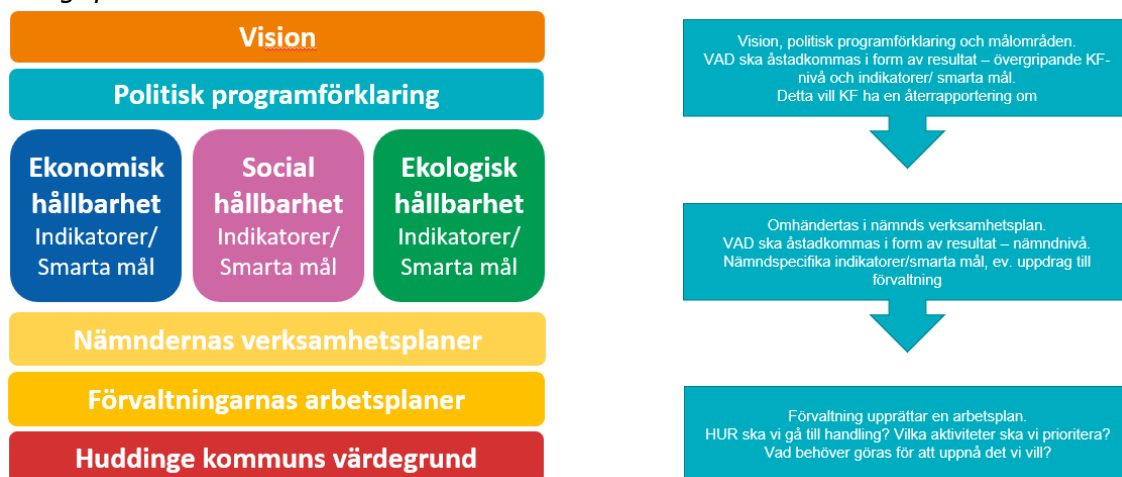 Vision
Politisk programförklaring
Ekonomisk
hållbarhet
Indikatorer/
Smarta mål
Social
hållbarhet
Indikatorer/
Smarta mål
Ekologisk
hållbarhet
Indikatorer/
Smarta mål
Nämndernas verksamhetsplaner
Förvaltningarnas arbetsplaner
Huddinge kommuns värdegrund
Vision, politisk programförklaring och målområden.
VAD ska åstadkommas i form av resultat – övergripande KF-
nivå och indikatorer/ smarta mål.
Detta vill KF ha en återrapportering om
Omhändertas i nämnds verksamhetsplan.
VAD ska åstadkommas i form av resultat – nämndnivå.
Nämndspecifika indikatorer/smarta mål, ev. uppdrag till
förvaltning
Förvaltning upprättar en arbetsplan.
HUR ska vi gå till handling? Vilka aktiviteter ska vi prioritera?
Vad behöver göras för att uppnå det vi vill?